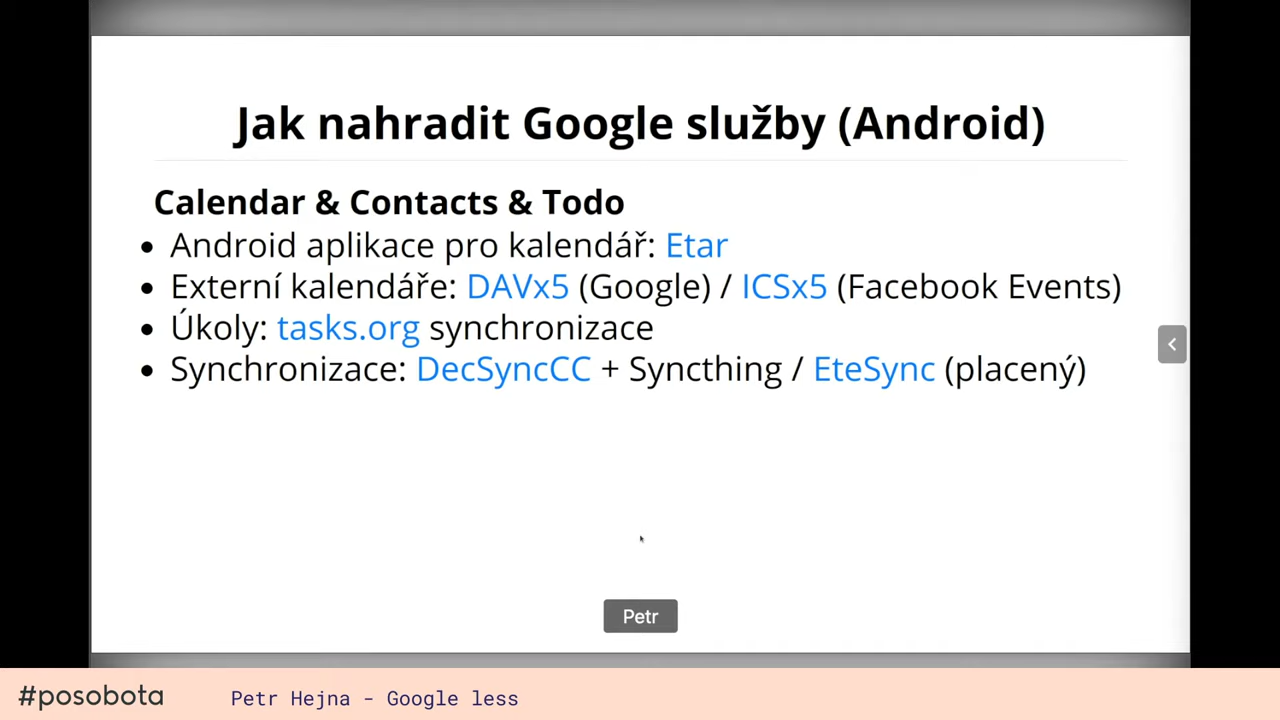 Jak nahradit Google služby (Android)
Calendar & Contacts & Todo
• Android aplikace pro kalendář: Etar
• Externí kalendáře: DAVx5 (Google) / ICSx5 (Facebook Events)
• Úkoly: tasks.org synchronizace
• Synchronizace: DecSyncCC + Syncthing / EteSync (placený)
Petr
#posobota
Petr Hejna - Google less